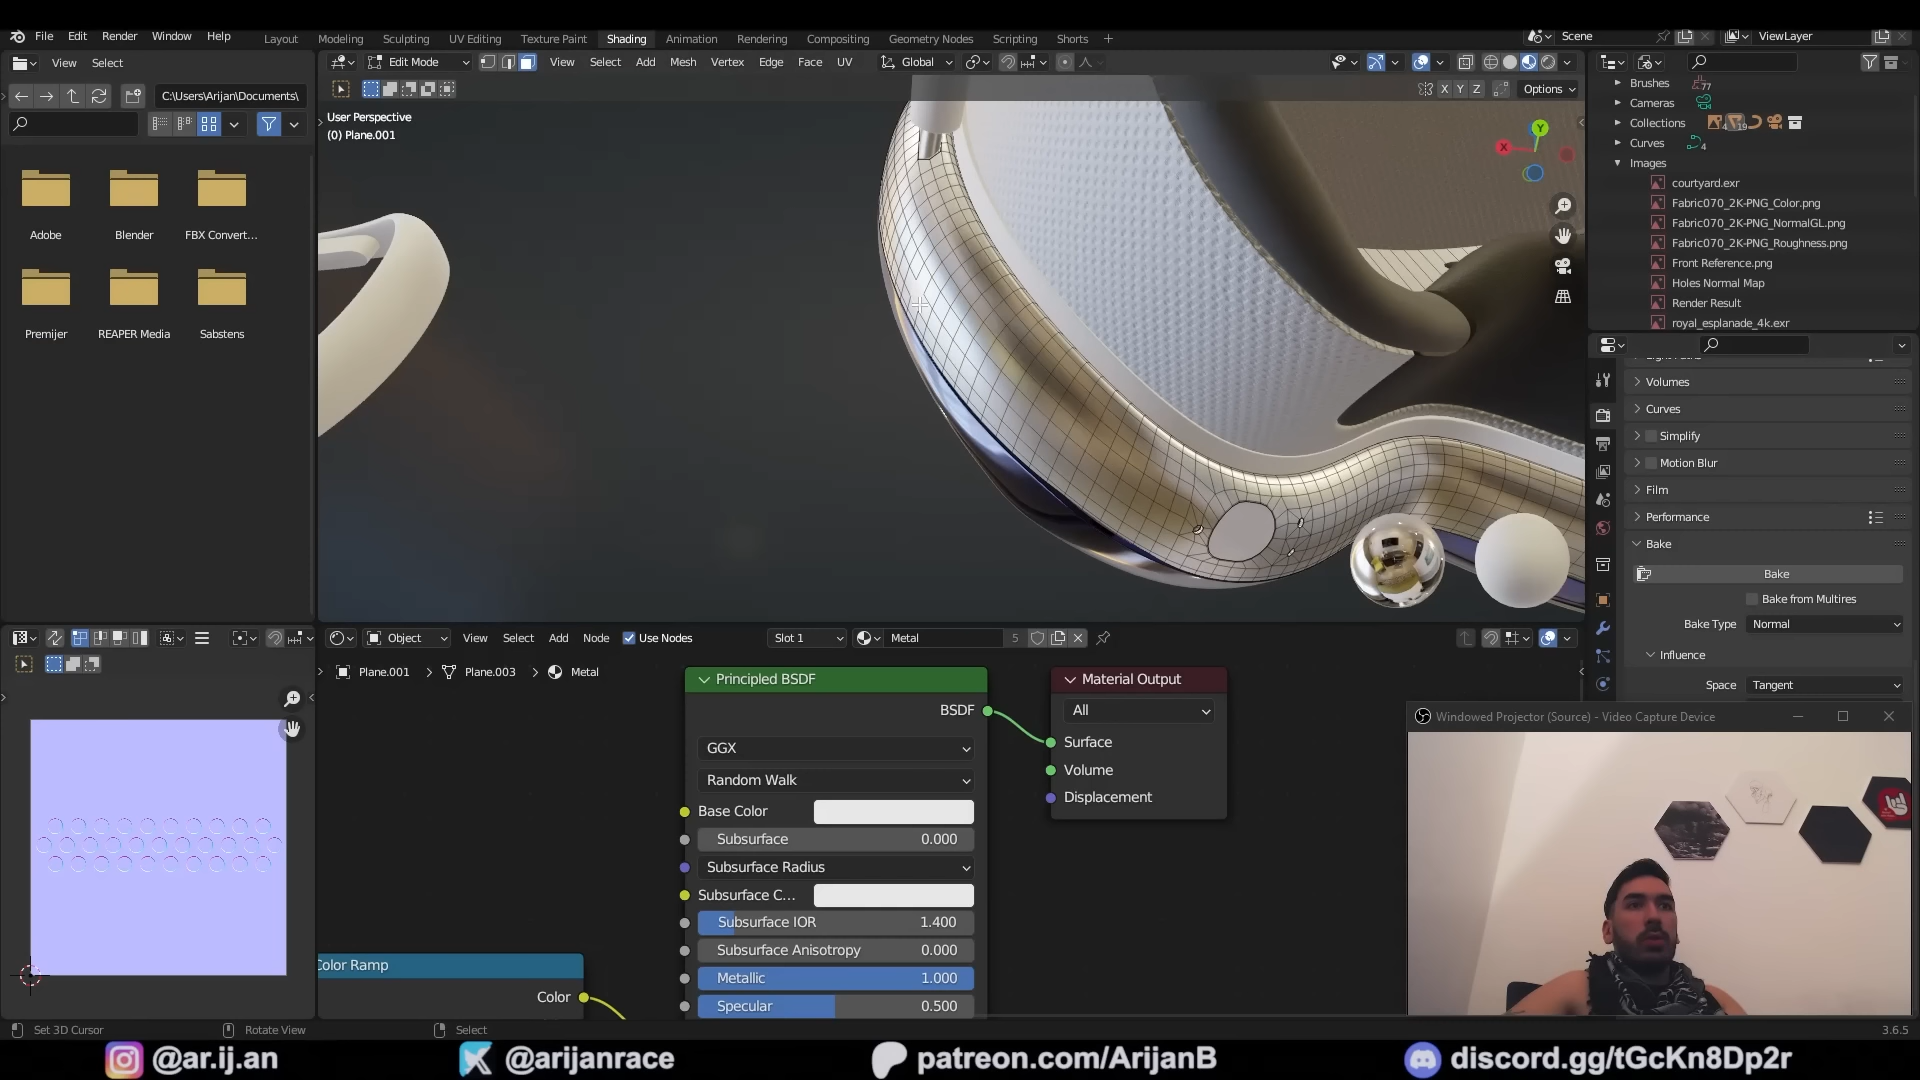 File Edit Render Window Help
Layout Modeling Sculpting UV Editing Texture Paint Shading Animation Rendering Compositing Geometry Nodes Scripting Shorts +
Scene
ViewLayer
View Select
C:\Users\Arijan\Documents\
Adobe
Blender
FBX Convert...
Premijer
REAPER Media
Sabstens
Edit Mode
View Select Add Mesh Vertex Edge Face UV
Global
X Y Z
Options
User Perspective
(0) Plane.001
Y
X
Brushes
77
Cameras
Collections
4
19
Curves
4
Images
courtyard.exr
Fabric070_2K-PNG_Color.png
Fabric070_2K-PNG_NormalGL.png
Fabric070_2K-PNG_Roughness.png
Front Reference.png
Holes Normal Map
Render Result
royal_esplanade_4k.exr
Volumes
Curves
Simplify
Motion Blur
Film
Performance
Bake
Bake
Bake from Multires
Bake Type Normal
Influence
Space Tangent
Object
View Select Add Node
Use Nodes
Slot 1
Metal
5
Plane.001 > Plane.003 > Metal
Principled BSDF
BSDF
GGX
Random Walk
Base Color
Subsurface 0.000
Subsurface Radius
Subsurface C...
Subsurface IOR 1.400
Subsurface Anisotropy 0.000
Metallic 1.000
Specular 0.500
Material Output
All
Surface
Volume
Displacement
Color Ramp
Color
Windowed Projector (Source) - Video Capture Device
Set 3D Cursor
Rotate View
Select
3.6.5
@ar.ij.an
@arijanrace
patreon.com/ArijanB
discord.gg/tGcKn8Dp2r